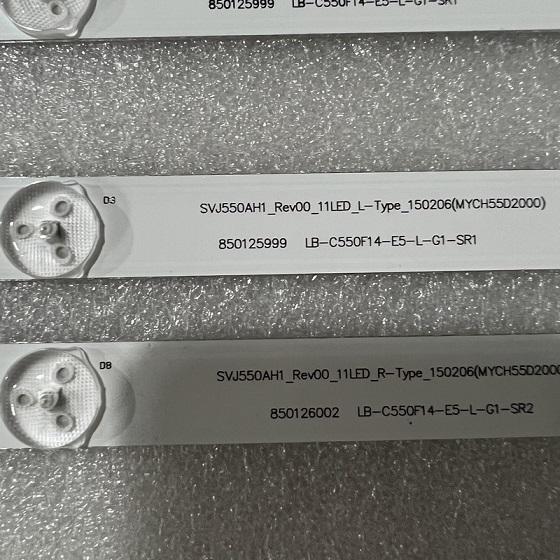 850125999 LB-C550F14-E5-L-G1-SR1
D3
SVJ550AH1_Rev00_11LED_L-Type_150206(MYCH55D2000)
850125999 LB-C550F14-E5-L-G1-SR1
D8
SVJ550AH1_Rev00_11LED_R-Type_150206(MYCH55D2000
850126002 LB-C550F14-E5-L-G1-SR2